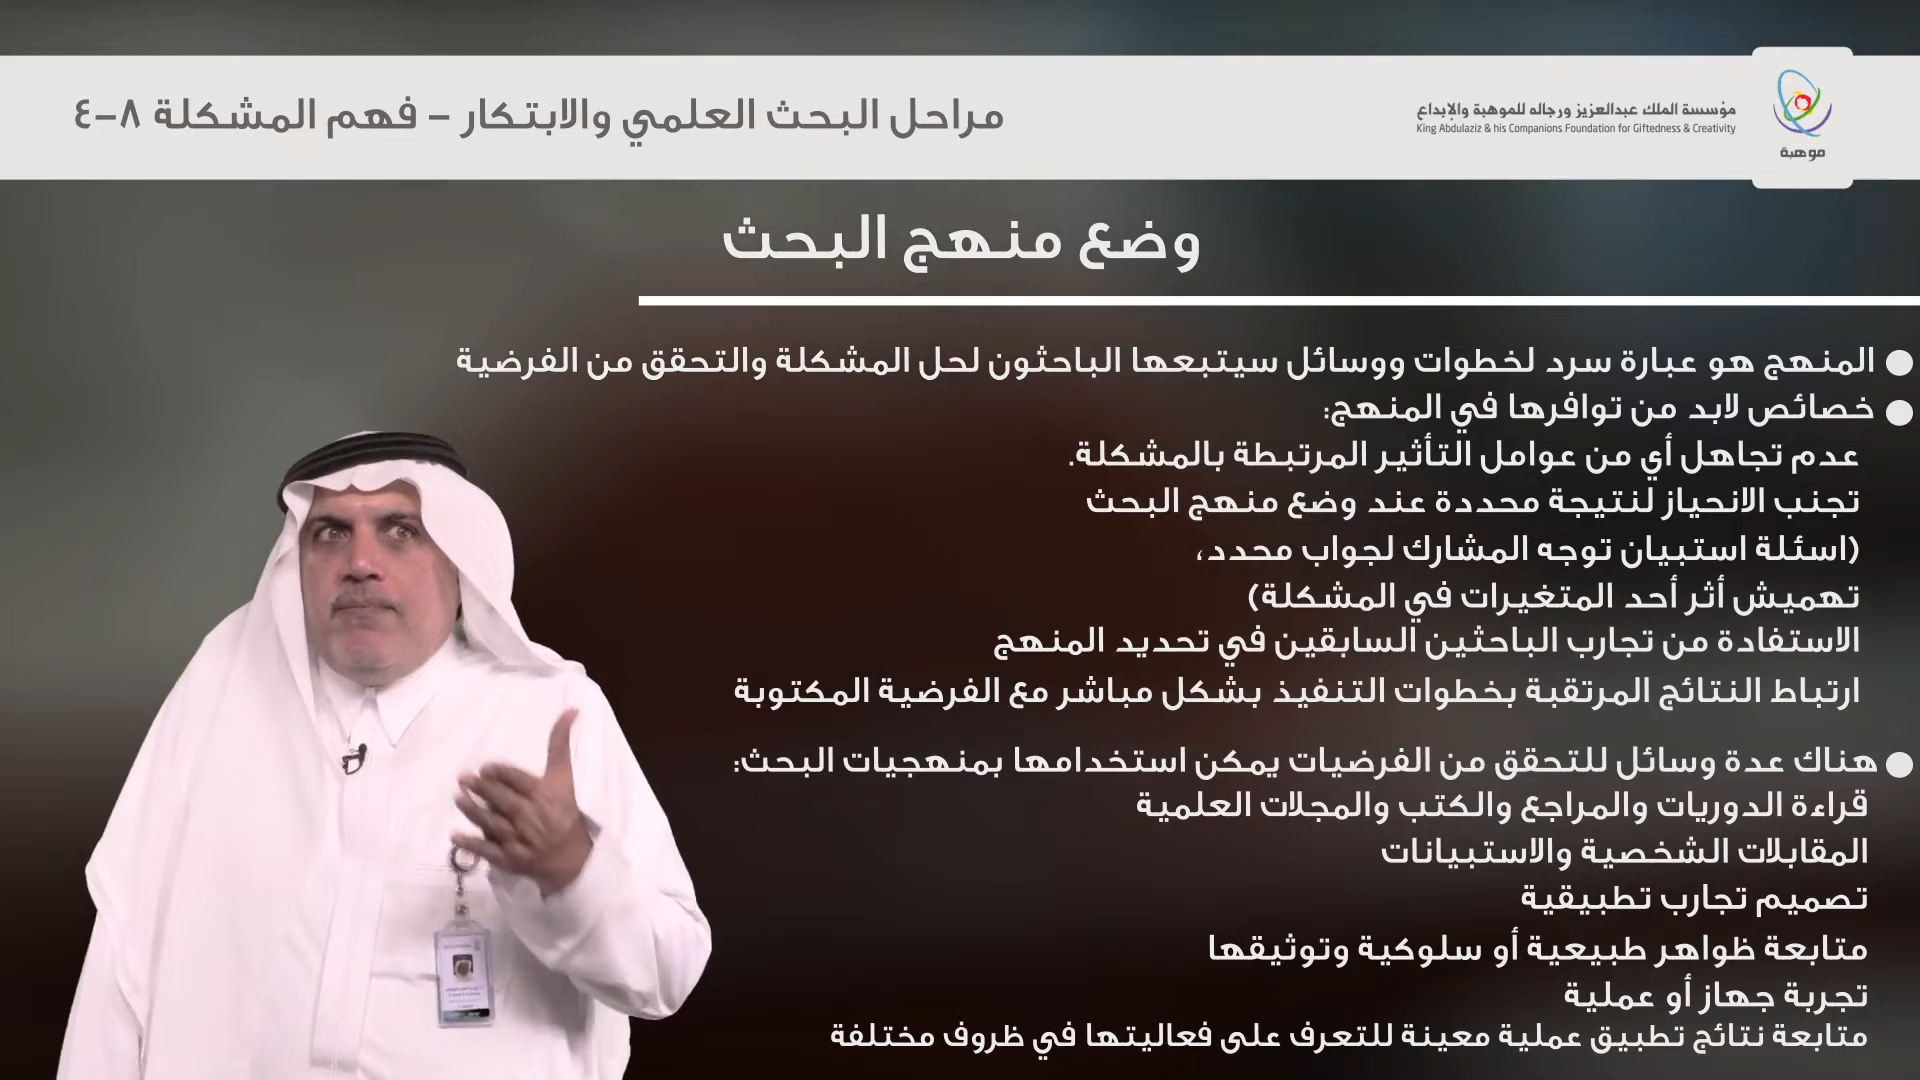 مراحل البحث العلمي والابتكار – فهم المشكلة ٨-٤
مؤسسة الملك عبدالعزيز ورجاله للموهبة والإبداع
King Abdulaziz & his Companions Foundation for Giftedness & Creativity
موهبة
وضع منهج البحث
المنهج هو عبارة سرد لخطوات ووسائل سيتبعها الباحثون لحل المشكلة والتحقق من الفرضية
خصائص لابد من توافرها في المنهج:
عدم تجاهل أي من عوامل التأثير المرتبطة بالمشكلة.
تجنب الانحياز لنتيجة محددة عند وضع منهج البحث
(اسئلة استبيان توجه المشارك لجواب محدد،
تهميش أثر أحد المتغيرات في المشكلة)
الاستفادة من تجارب الباحثين السابقين في تحديد المنهج
ارتباط النتائج المرتقبة بخطوات التنفيذ بشكل مباشر مع الفرضية المكتوبة
هناك عدة وسائل للتحقق من الفرضيات يمكن استخدامها بمنهجيات البحث:
قراءة الدوريات والمراجع والكتب والمجلات العلمية
المقابلات الشخصية والاستبيانات
تصميم تجارب تطبيقية
متابعة ظواهر طبيعية أو سلوكية وتوثيقها
تجربة جهاز أو عملية
متابعة نتائج تطبيق عملية معينة للتعرف على فعاليتها في ظروف مختلفة